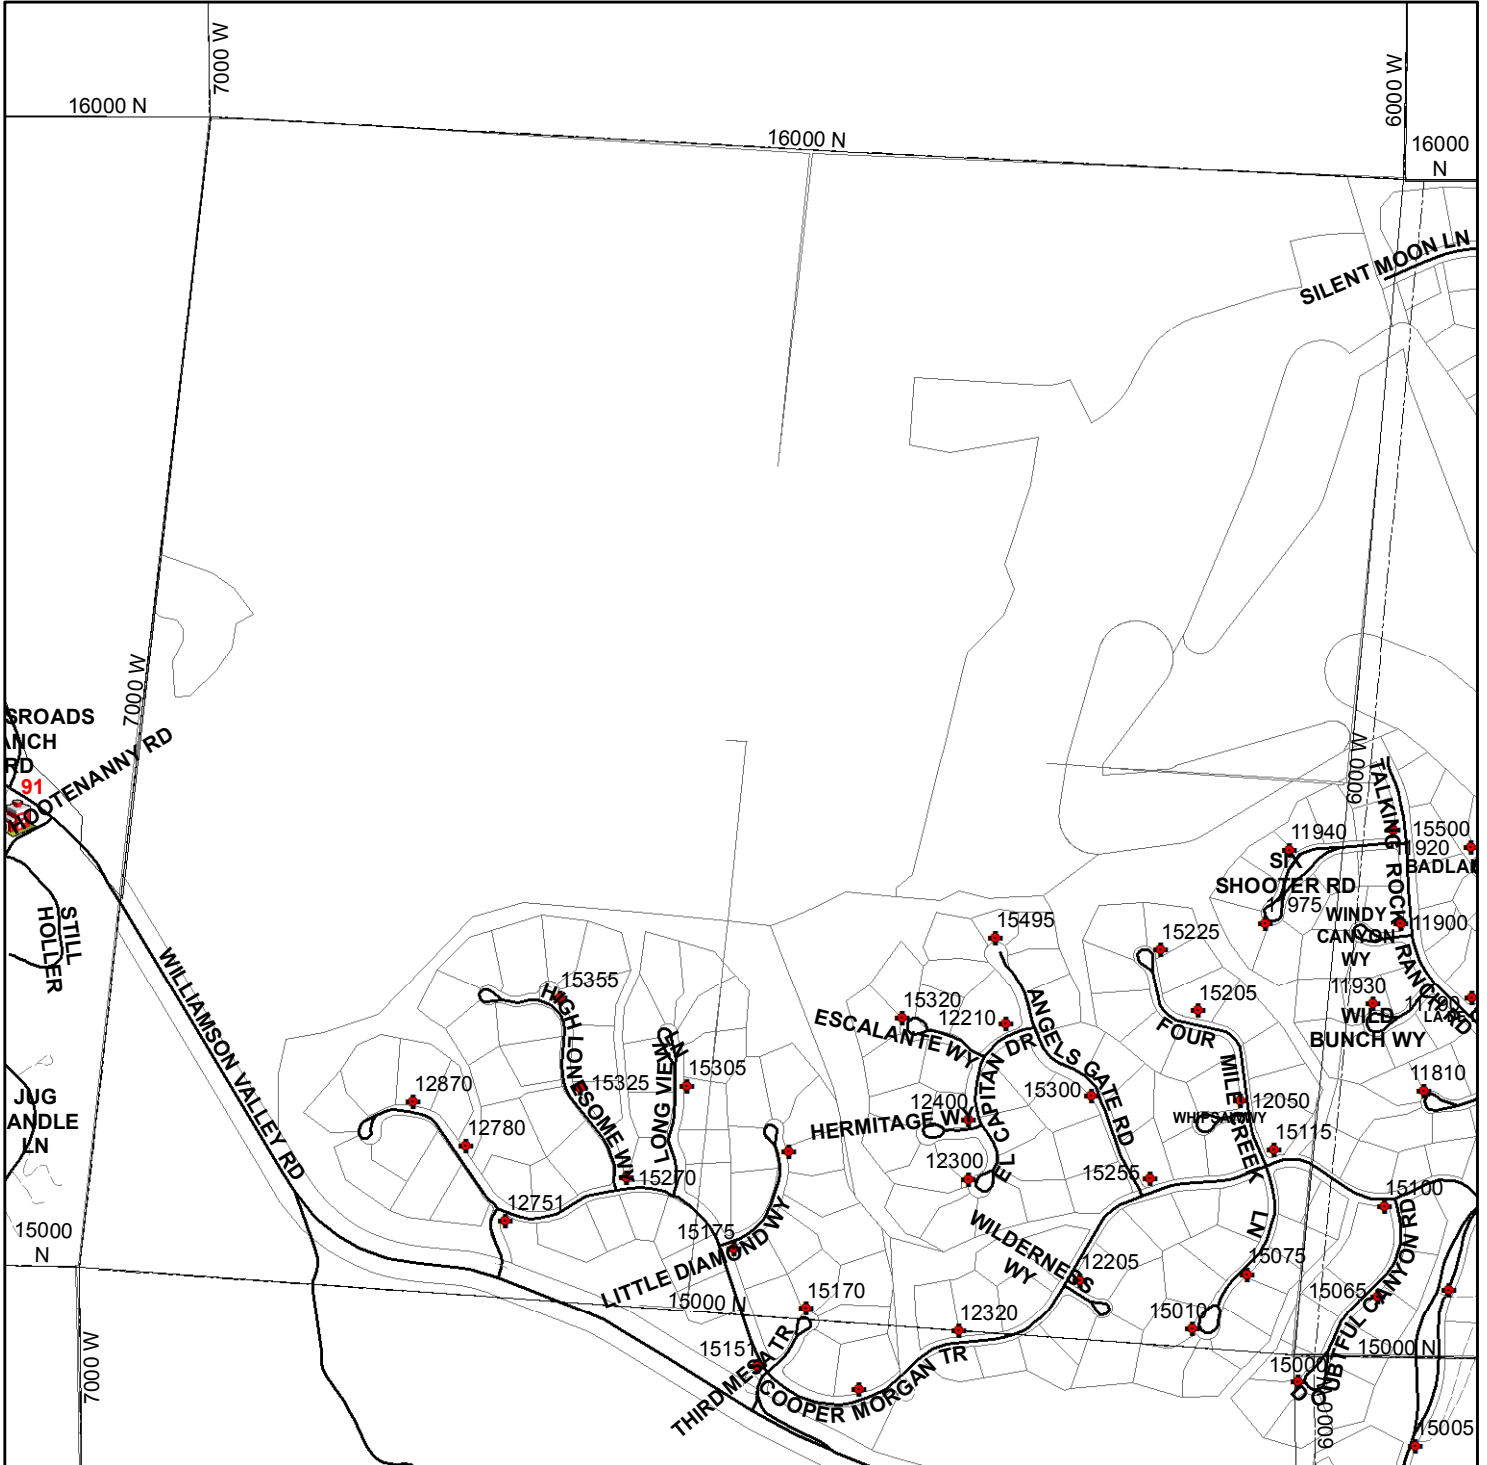 7000 W
6000 W
16000 N
16000 N
16000
N
SILENT MOON LN
7000 W
SROADS
ANCH
RD
91
HOOTENANNY RD
6000 W
TALKING ROCK RANCH RD
11940
15500
SIX
SHOOTER RD
11975
1920
BADLA
WINDY
CANYON
WY
11900
STILL
HOLLER
WILLIAMSON VALLEY RD
15495
15225
15355
HIGH LONESOME WY
15320
12210
ESCALANTE WY
ANGELS GATE RD
15205
FOUR MILE CREEK LN
11930
11790
WILD
BUNCH WY
LONG VIEW LN
15305
15325
12870
12780
EL CAPITAN DR
15300
12400
HERMITAGE WY
12050
WHIPSAW WY
11810
JUG
ANDLE
LN
15115
12300
15255
15270
12751
15100
15000
N
15175
LITTLE DIAMOND WY
WILDERNESS
WY
12205
15075
DOUBTFUL CANYON RD
15065
15000 N
15170
12320
15010
15000 N
7000 W
15151
THIRD MESA TR
COOPER MORGAN TR
15000
6000 W
15005